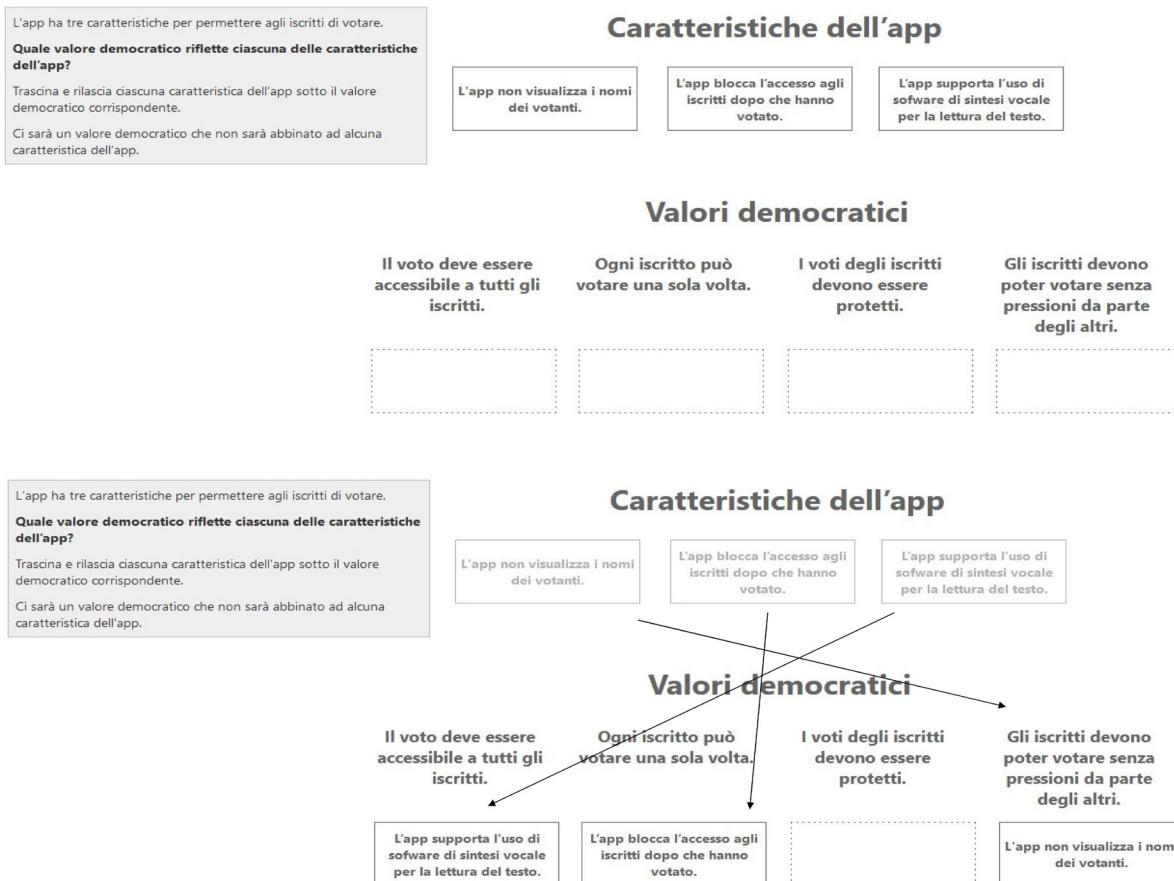 L'app ha tre caratteristiche per permettere agli iscritti di votare.
Quale valore democratico riflette ciascuna delle caratteristiche
dell'app?
Trascina e rilascia ciascuna caratteristica dell'app sotto il valore
democratico corrispondente.
Ci sarà un valore democratico che non sarà abbinato ad alcuna
caratteristica dell'app.
Caratteristiche dell'app
L'app non visualizza i nomi
dei votanti.
L'app blocca l'accesso agli
iscritti dopo che hanno
votato.
L'app supporta l'uso di
sofware di sintesi vocale
per la lettura del testo.
Valori democratici
Il voto deve essere
accessibile a tutti gli
iscritti.
Ogni iscritto può
votare una sola volta.
I voti degli iscritti
devono essere
protetti.
Gli iscritti devono
poter votare senza
pressioni da parte
degli altri.
L'app ha tre caratteristiche per permettere agli iscritti di votare.
Quale valore democratico riflette ciascuna delle caratteristiche
dell'app?
Trascina e rilascia ciascuna caratteristica dell'app sotto il valore
democratico corrispondente.
Ci sarà un valore democratico che non sarà abbinato ad alcuna
caratteristica dell'app.
Caratteristiche dell'app
L'app non visualizza i nomi
dei votanti.
L'app blocca l'accesso agli
iscritti dopo che hanno
votato.
L'app supporta l'uso di
sofware di sintesi vocale
per la lettura del testo.
Valori democratici
Il voto deve essere
accessibile a tutti gli
iscritti.
Ogni iscritto può
votare una sola volta.
I voti degli iscritti
devono essere
protetti.
Gli iscritti devono
poter votare senza
pressioni da parte
degli altri.
L'app supporta l'uso di
sofware di sintesi vocale
per la lettura del testo.
L'app blocca l'accesso agli
iscritti dopo che hanno
votato.
L'app non visualizza i nom
dei votanti.